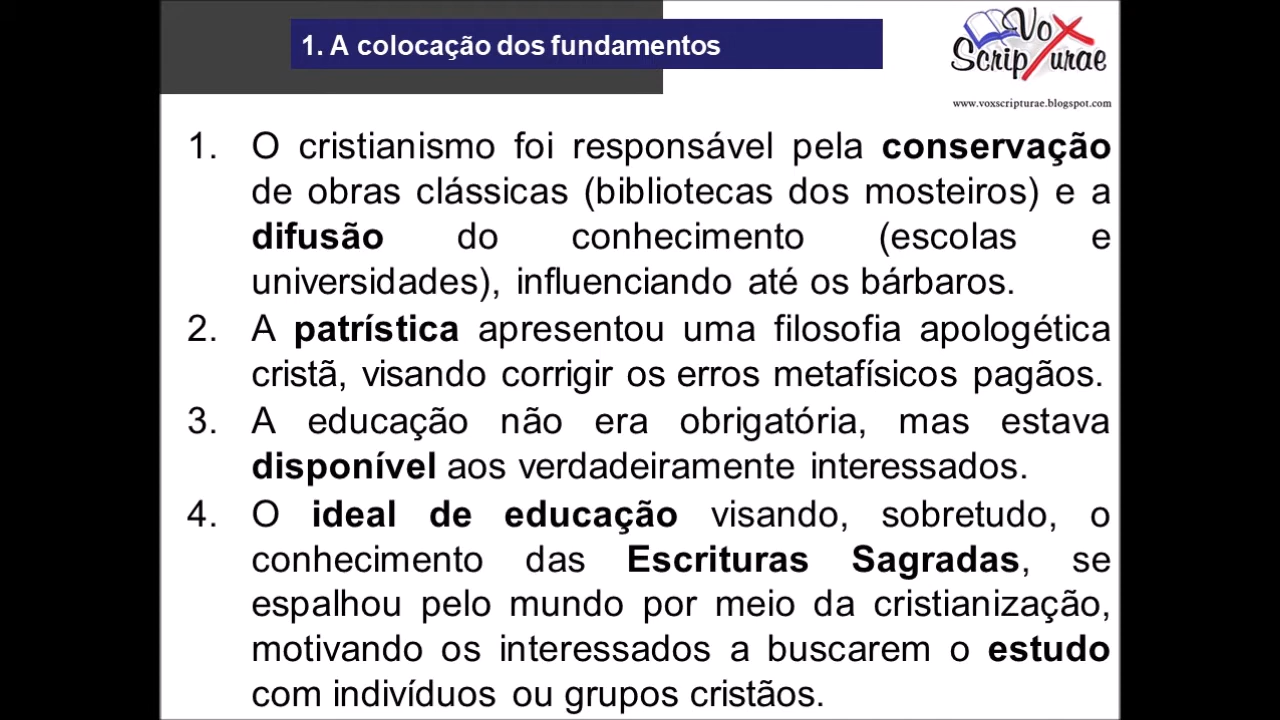 1. A colocação dos fundamentos
Vox
Scripturae
www.voxscripturae.blogspot.com
1. O cristianismo foi responsável pela conservação
de obras clássicas (bibliotecas dos mosteiros) e a
difusão do conhecimento (escolas e
universidades), influenciando até os bárbaros.
2. A patrística apresentou uma filosofia apologética
cristã, visando corrigir os erros metafísicos pagãos.
3. A educação não era obrigatória, mas estava
disponível aos verdadeiramente interessados.
4. O ideal de educação visando, sobretudo, o
conhecimento das Escrituras Sagradas, se
espalhou pelo mundo por meio da cristianização,
motivando os interessados a buscarem o estudo
com indivíduos ou grupos cristãos.